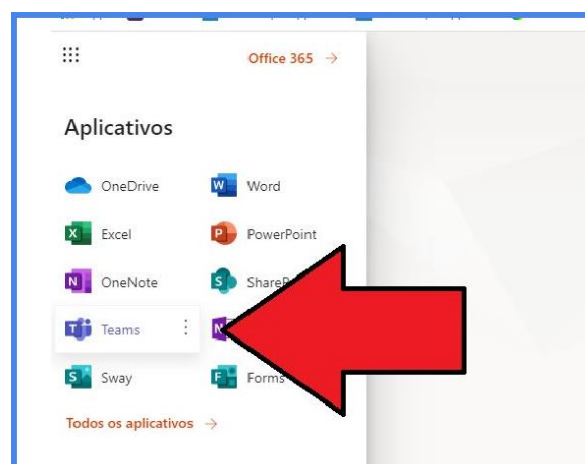 Office 365 →
Aplicativos
OneDrive
Word
Excel
PowerPoint
OneNote
Teams
Sway
Forms
Todos os aplicativos →